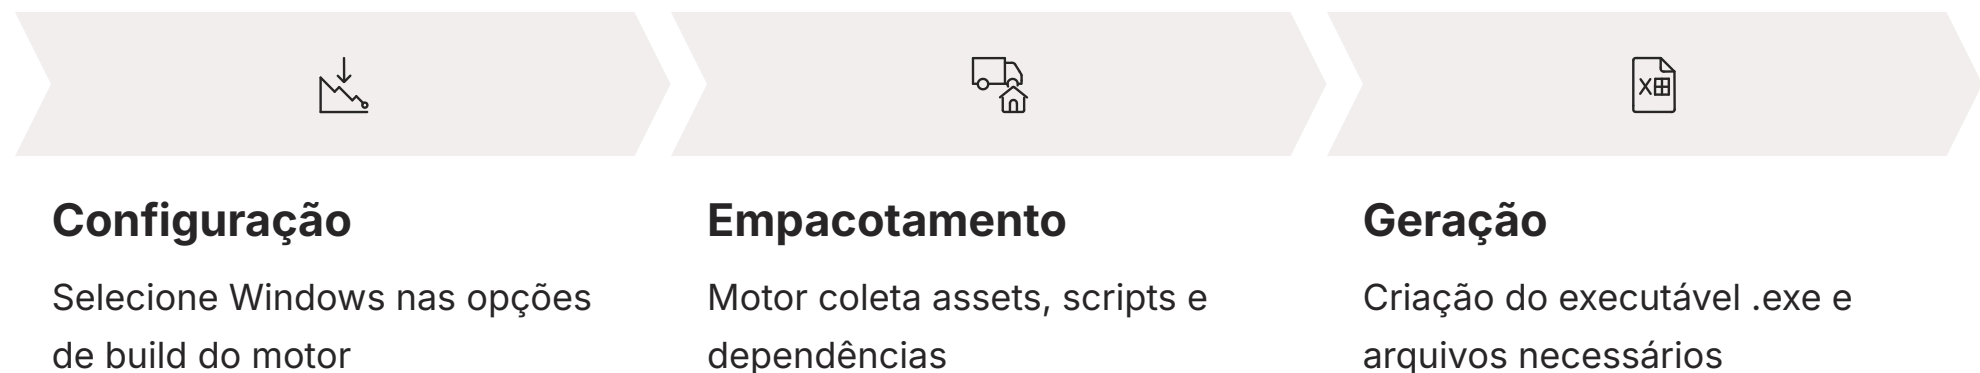 Configuração
Selecione Windows nas opções
de build do motor
Empacotamento
Motor coleta assets, scripts e
dependências
Geração
Criação do executável .exe e
arquivos necessários